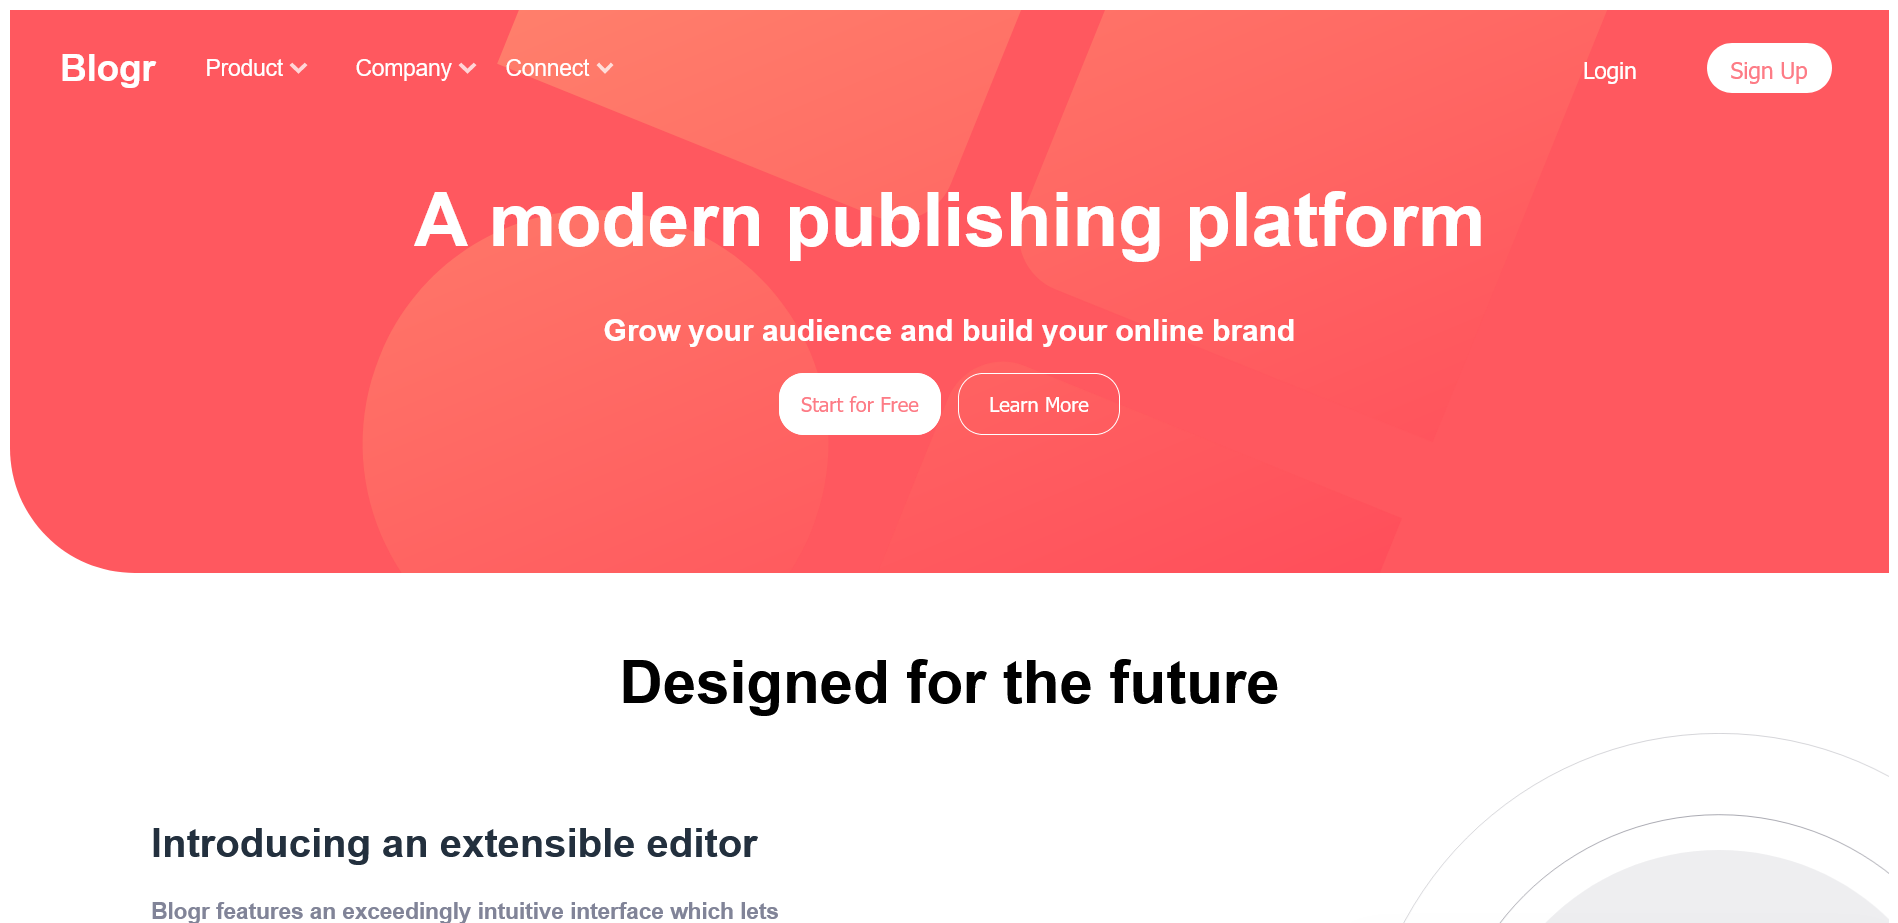 Blogr Product Company Connect Login Sign Up
A modern publishing platform
Grow your audience and build your online brand
Start for Free Learn More
Designed for the future
Introducing an extensible editor
Blogr features an exceedingly intuitive interface which lets